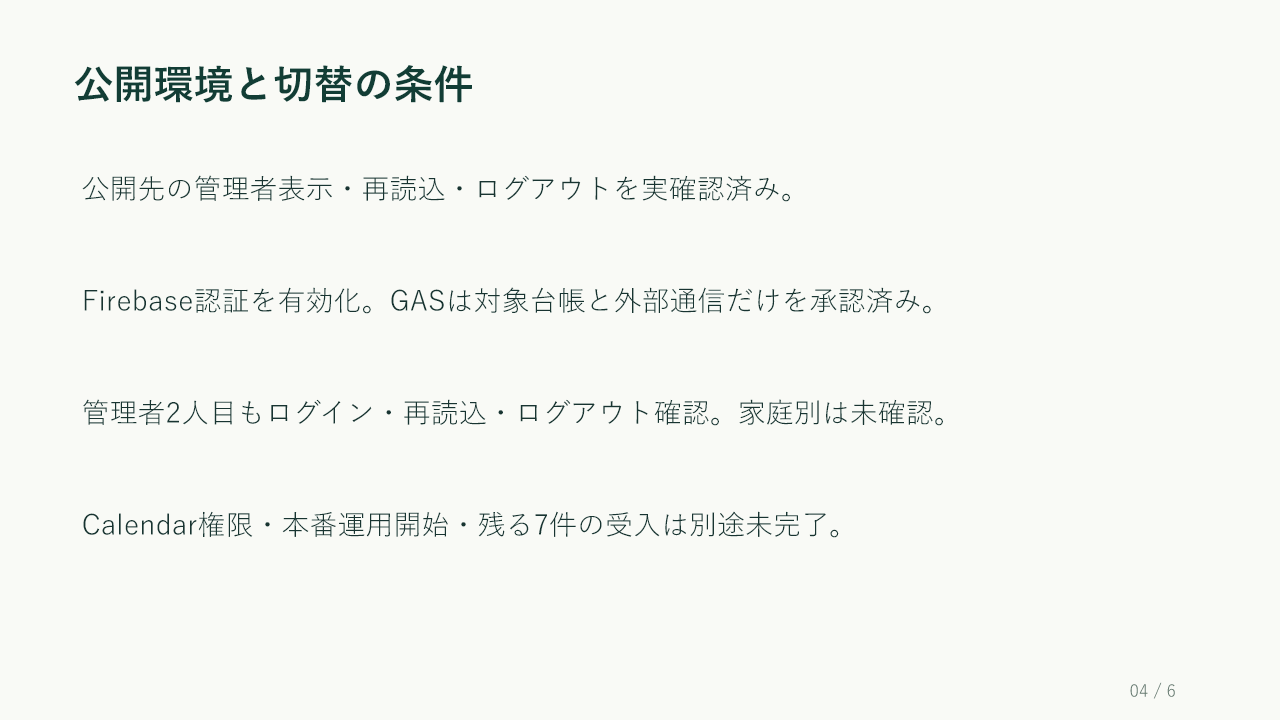 公開環境と切替の条件
公開先の管理者表示・再読込・ログアウトを実確認済み。
Firebase認証を有効化。GASは対象台帳と外部通信だけを承認済み。
管理者2人目もログイン・再読込・ログアウト確認。家庭別は未確認。
Calendar権限・本番運用開始・残る7件の受入は別途未完了。
04 / 6